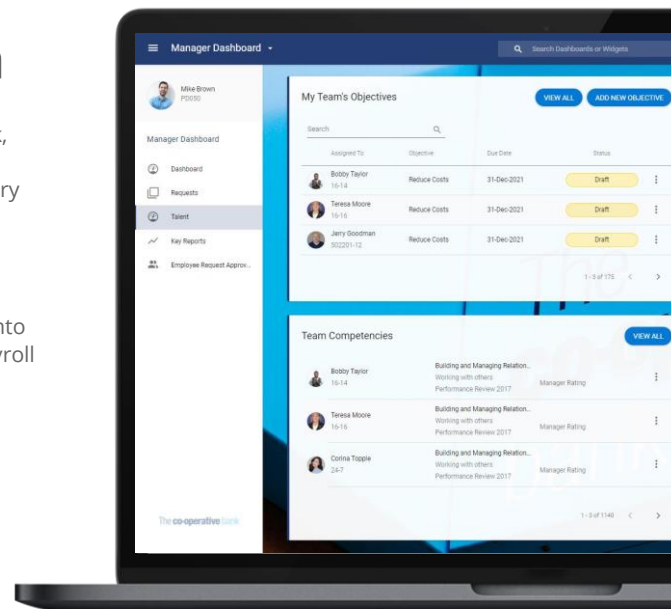 ry
nto
roll
Manager Dashboard
Search Dashboards or Widgets
Mike Brown
PD050
Manager Dashboard
Dashboard
Requests
Talent
Key Reports
Employee Request Approv...
The co-operative bank
My Team's Objectives
VIEW ALL
ADD NEW OBJECTIVE
Search
Assigned To Objective Due Date Status
Bobby Taylor
16-14
Reduce Costs 31-Dec-2021 Draft
Teresa Moore
16-16
Reduce Costs 31-Dec-2021 Draft
Jerry Goodman
S02201-12
Reduce Costs 31-Dec-2021 Draft
1 - 3 of 175
Team Competencies
VIEW ALL
Bobby Taylor
16-14
Building and Managing Relation...
Working with others
Performance Review 2017
Manager Rating
Teresa Moore
16-16
Building and Managing Relation...
Working with others
Performance Review 2017
Manager Rating
Corina Topple
24-7
Building and Managing Relation...
Working with others
Performance Review 2017
Manager Rating
1 - 3 of 1146